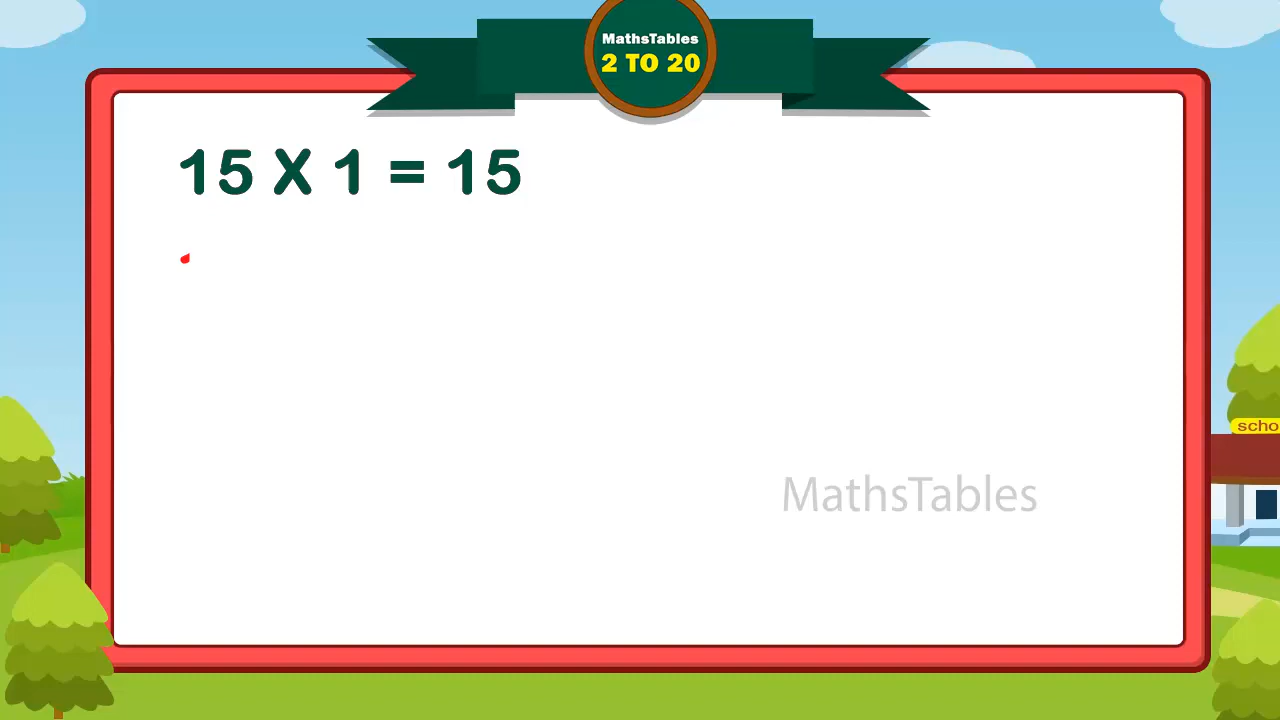 MathsTables
2 TO 20
15 X 1 = 15
scho
MathsTables